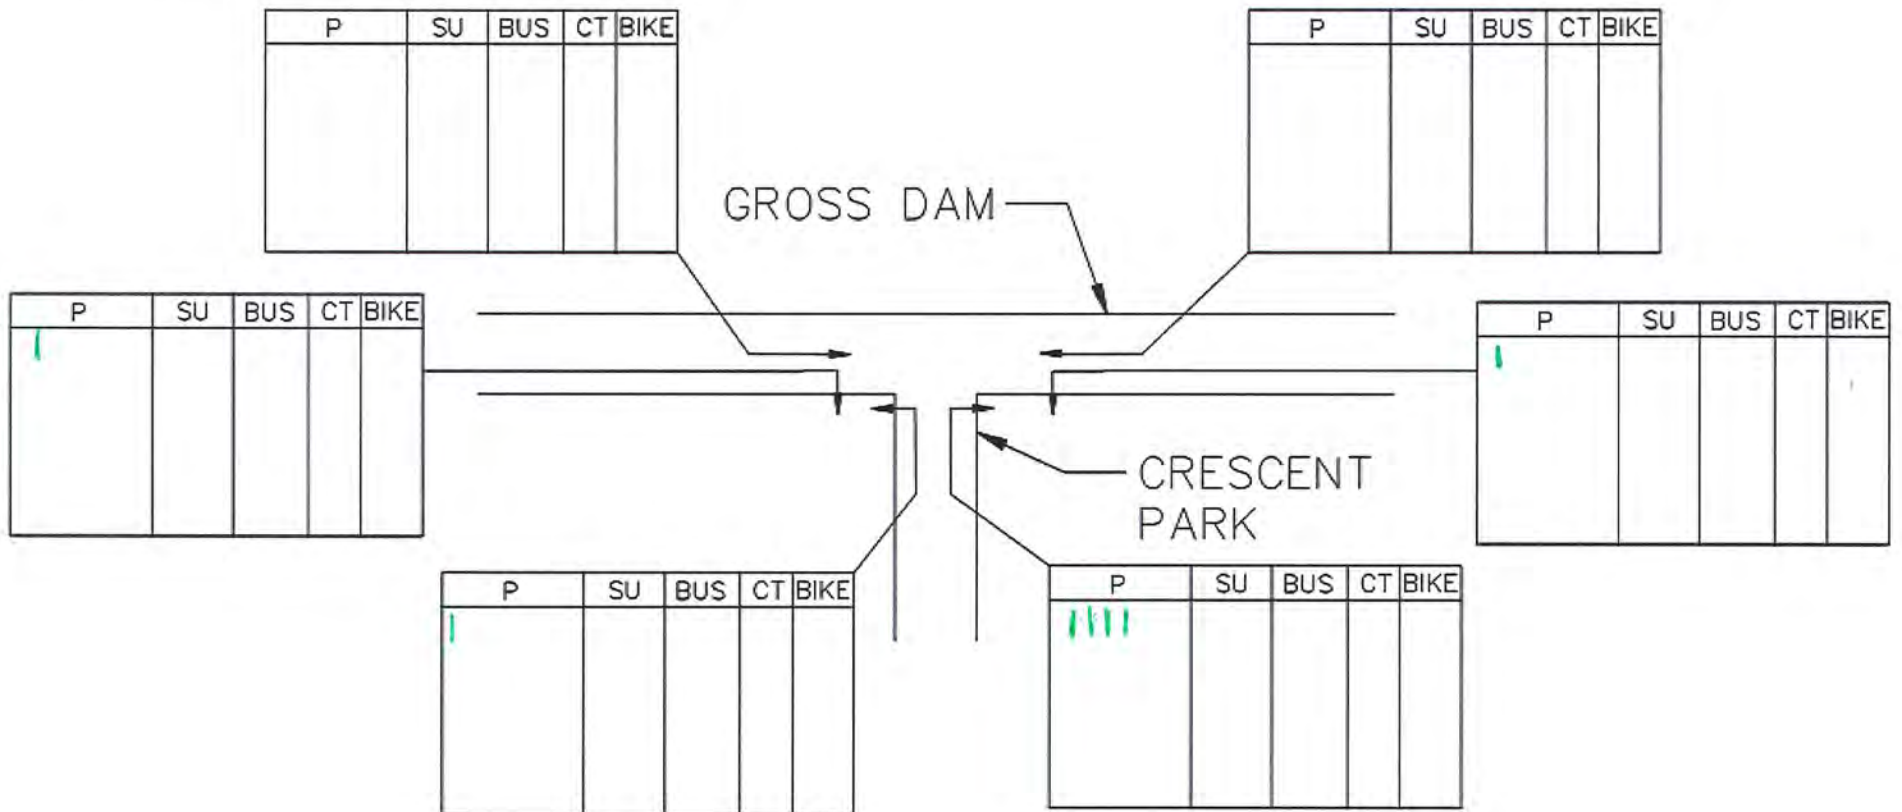 P SU BUS CT BIKE
P SU BUS CT BIKE
GROSS DAM
P SU BUS CT BIKE
|
P SU BUS CT BIKE
|
CRESCENT
PARK
P SU BUS CT BIKE
|
P SU BUS CT BIKE
||||